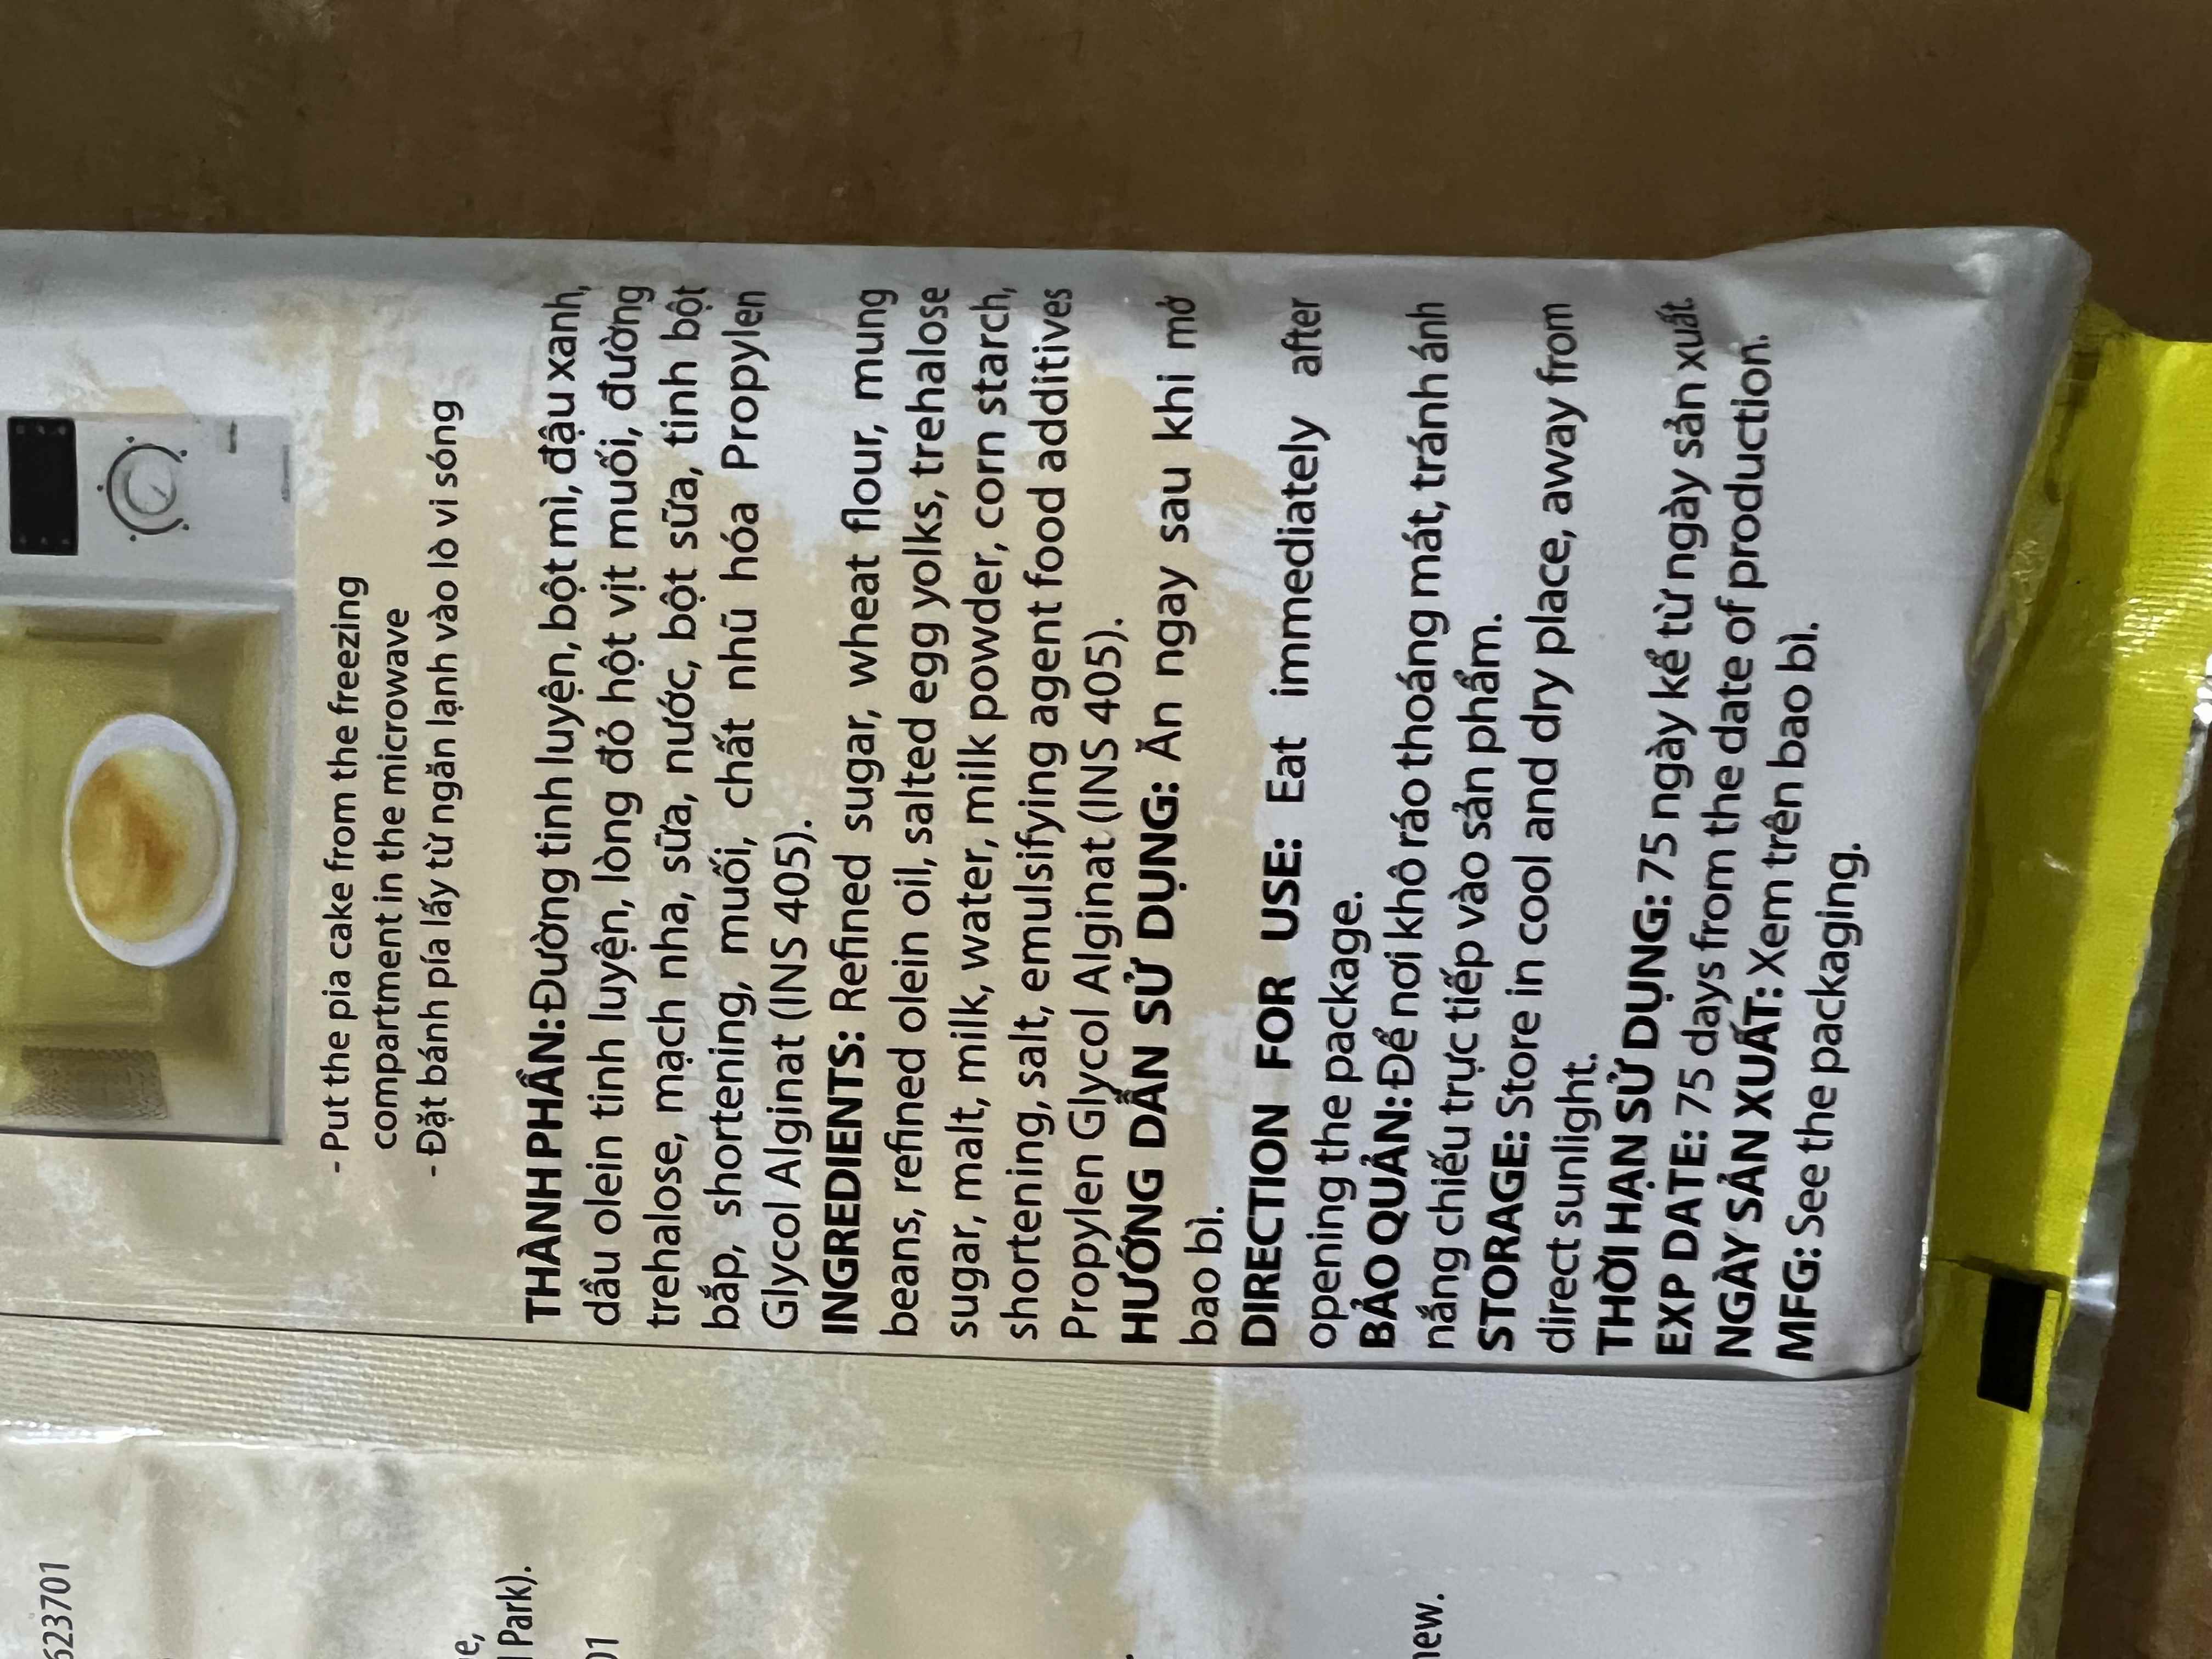 - Put the pia cake from the freezing
compartment in the microwave
- Đặt bánh pía lấy từ ngăn lạnh vào lò vi sóng
THÀNH PHẦN: Đường tinh luyện, bột mì, đậu xanh,
dầu olein tinh luyện, lòng đỏ hột vịt muối, đường
trehalose, mạch nha, sữa, nước, bột sữa, tinh bột
bắp, shortening, muối, chất nhũ hóa Propylen
Glycol Alginat (INS 405).
INGREDIENTS: Refined sugar, wheat flour, mung
beans, refined olein oil, salted egg yolks, trehalose
sugar, malt, milk, water, milk powder, corn starch,
shortening, salt, emulsifying agent food additives
Propylen Glycol Alginat (INS 405).
HƯỚNG DẪN SỬ DỤNG: Ăn ngay sau khi mở
bao bì.
DIRECTION FOR USE: Eat immediately after
opening the package.
BẢO QUẢN: Để nơi khô ráo thoáng mát, tránh ánh
nắng chiếu trực tiếp vào sản phẩm.
STORAGE: Store in cool and dry place, away from
direct sunlight.
THỜI HẠN SỬ DỤNG: 75 ngày kể từ ngày sản xuất.
EXP DATE: 75 days from the date of production.
NGÀY SẢN XUẤT: Xem trên bao bì.
MFG: See the packaging.
623701
Park).
01